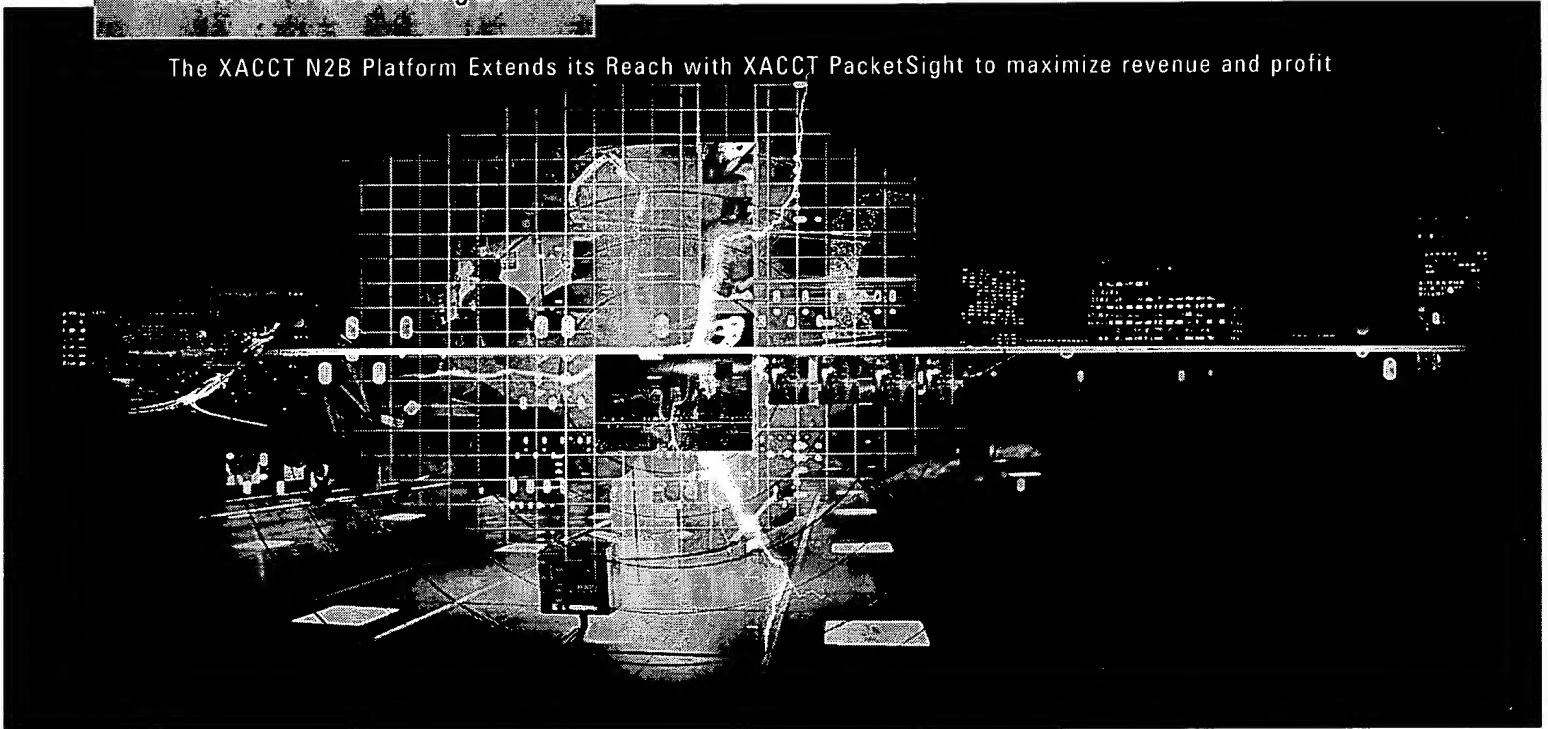 The XACCT N2B Platform Extends its Reach with XACCT PacketSight to maximize revenue and profit